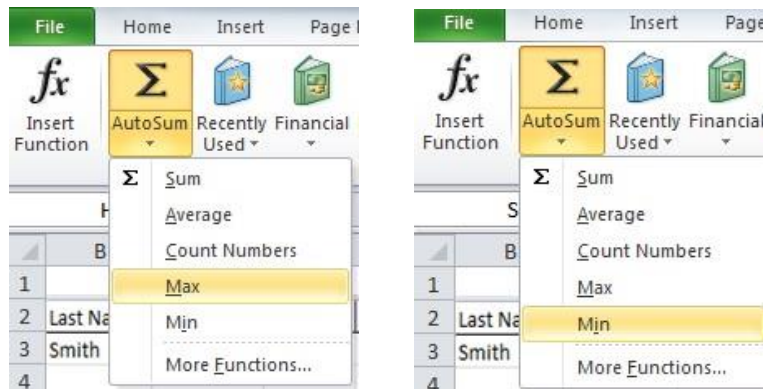 File Home Insert Page
fx Σ
Insert Function AutoSum Recently Used Financial
Σ Sum
Average
Count Numbers
B
1 Max
2 Last Na Min
3 Smith More Functions...
4
File Home Insert Page
fx Σ
Insert Function AutoSum Recently Used Financial
Σ Sum
S Average
B Count Numbers
1 Max
2 Last Na Min
3 Smith More Functions...
4